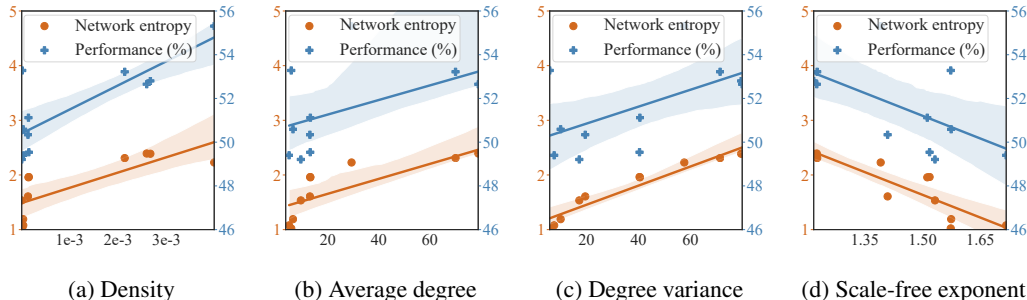 5 56 5 56 5 56 5 56
Network entropy Network entropy Network entropy Network entropy
Performance (%) Performance (%) Performance (%) Performance (%)
54 54 54 54
4 4 4 4
52 52 52 52
3 3 3 3
50 50 50 50
2 2 2 2
48 48 48 48
1 46 1 46 1 46 1 46
1e-3 2e-3 3e-3 20 40 60 20 40 60 1.35 1.50 1.65
(a) Density (b) Average degree (c) Degree variance (d) Scale-free exponent